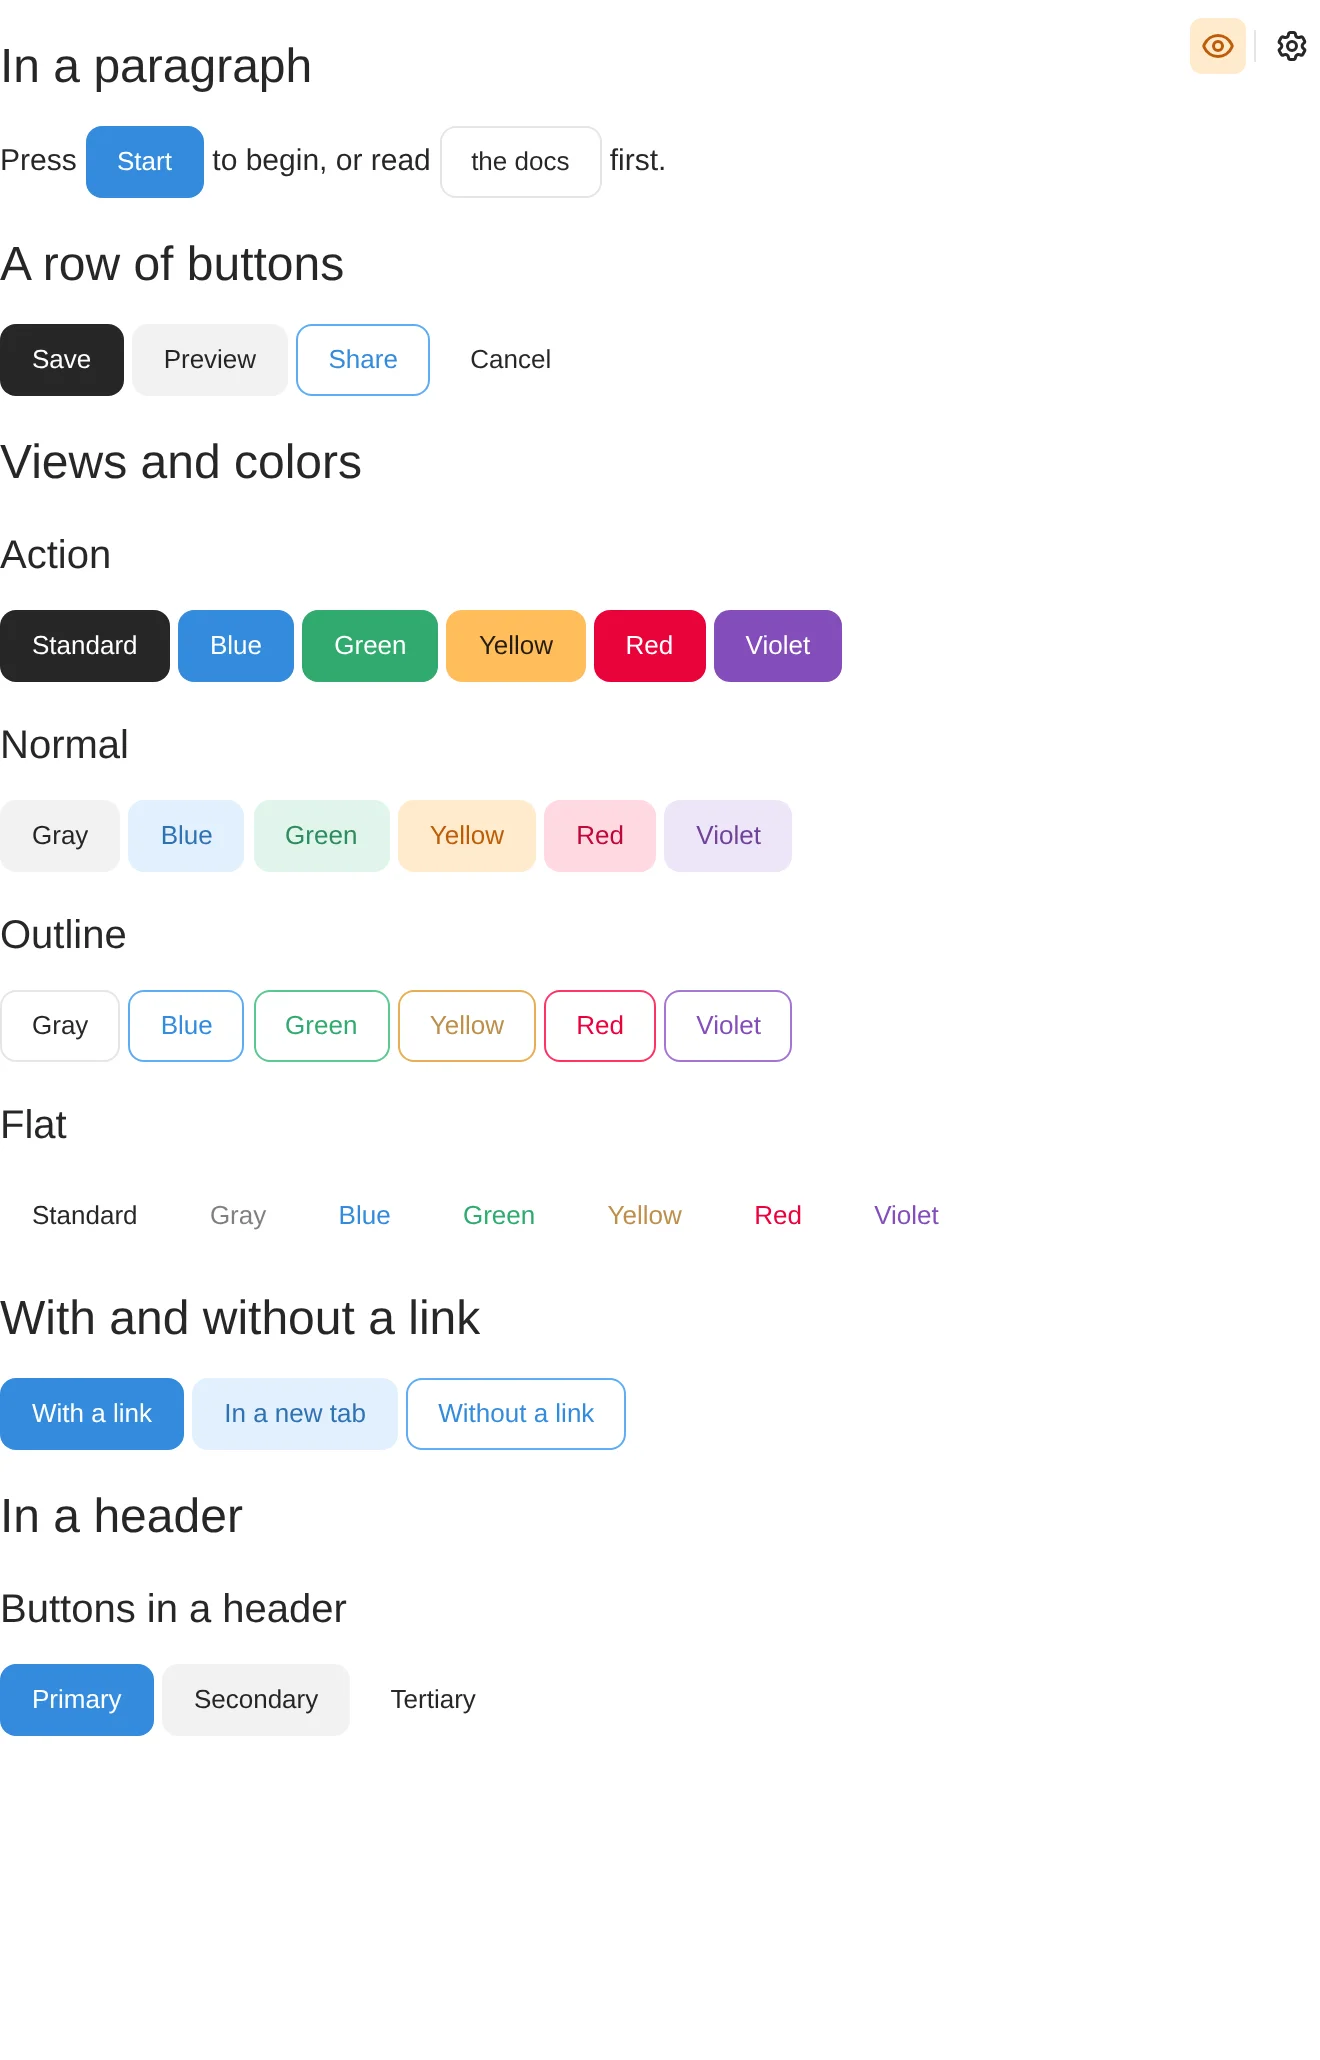 In a paragraph
Press Start to begin, or read the docs first.
A row of buttons
Save Preview Share Cancel
Views and colors
Action
Standard Blue Green Yellow Red Violet
Normal
Gray Blue Green Yellow Red Violet
Outline
Gray Blue Green Yellow Red Violet
Flat
Standard Gray Blue Green Yellow Red Violet
With and without a link
With a link In a new tab Without a link
In a header
Buttons in a header
Primary Secondary Tertiary